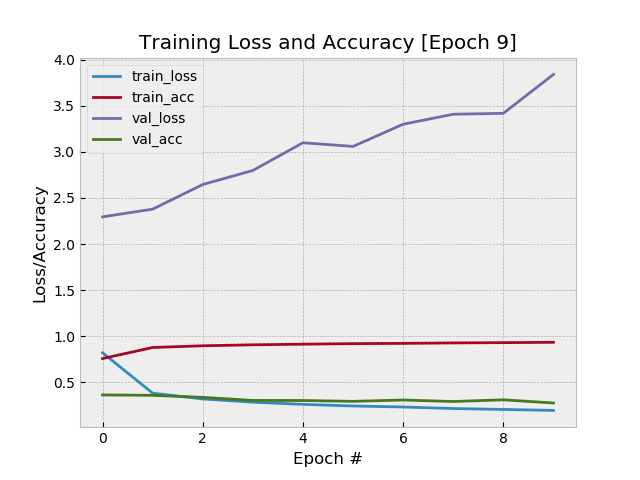 Training Loss and Accuracy [Epoch 9]
train_loss
train_acc
val_loss
val_acc
4.0
3.5
3.0
2.5
2.0
1.5
1.0
0.5
Loss/Accuracy
0 2 4 6 8
Epoch #